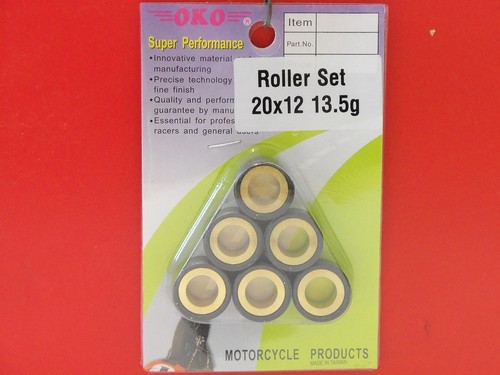 OKO ®
Super Performance
•Innovative material
manufacturing
•Precise technology
fine finish
•Quality and perform
guarantee by manu
•Essential for profes
racers and general users
Item
Part.No.
Roller Set
20x12 13.5g
MOTORCYCLE PRODUCTS
MADE IN TAIWAN